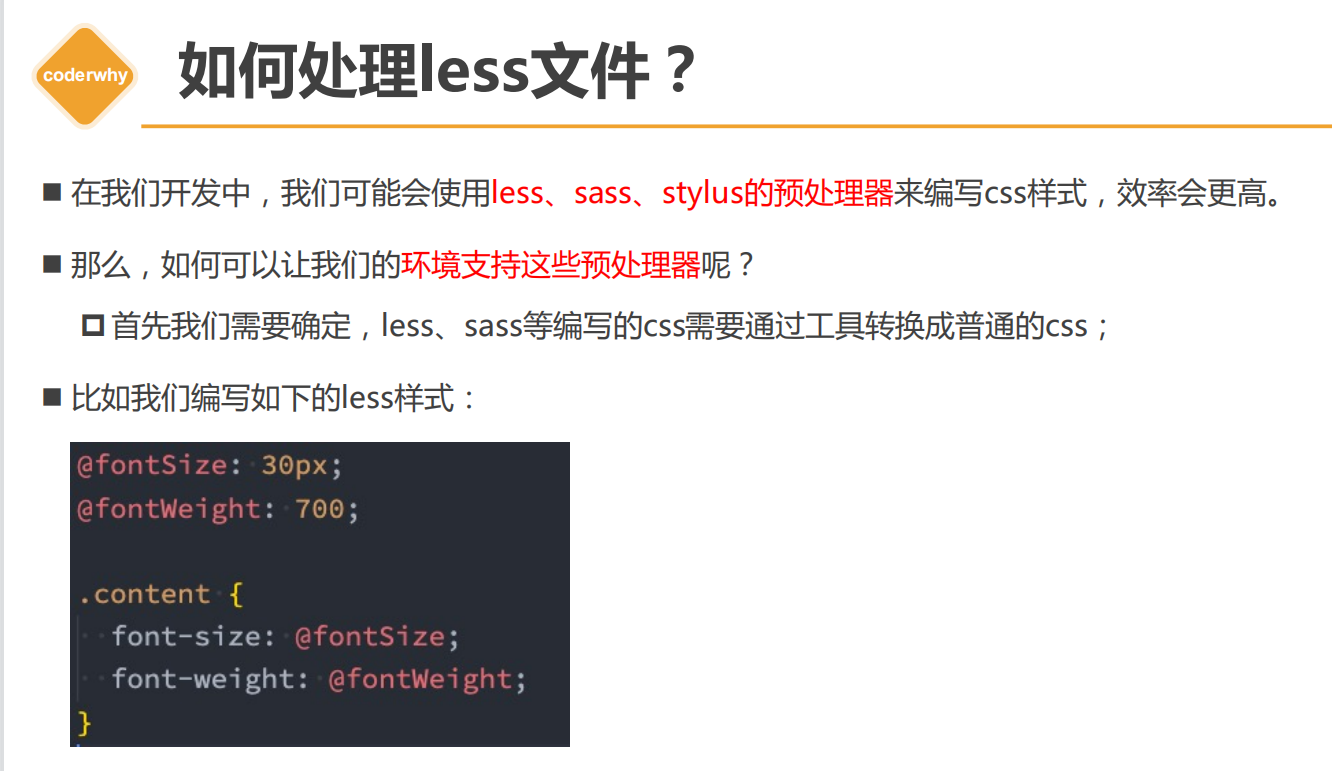 coderwhy
如何处理less文件？
在我们开发中，我们可能会使用less、sass、stylus的预处理器来编写css样式，效率会更高。
那么，如何可以让我们的环境支持这些预处理器呢？
首先我们需要确定，less、sass等编写的css需要通过工具转换成普通的css；
比如我们编写如下的less样式：
@fontSize: 30px;
@fontWeight: 700;
.content {
  font-size: @fontSize;
  font-weight: @fontWeight;
}